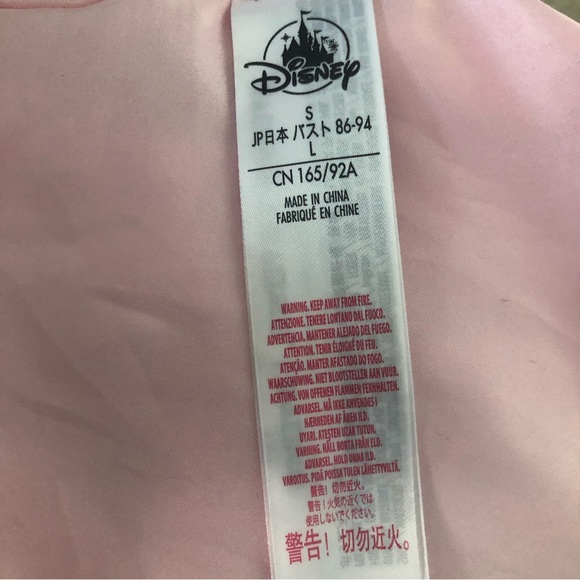 Disney
S
JP日本 バスト 86-94
L
CN 165/92A
MADE IN CHINA
FABRIQUÉ EN CHINE
WARNING. KEEP AWAY FROM FIRE.
ATTENZIONE. TENERE LONTANO DAL FUOCO.
ADVERTENCIA. MANTENER ALEJADO DEL FUEGO.
ATTENTION. TENIR ÉLOIGNÉ DU FEU.
ATENÇÃO. MANTER AFASTADO DO FOGO.
WAARSCHUWING. NIET BLOOTSTELLEN AAN VUUR.
ACHTUNG. VON OFFENEN FLAMMEN FERNHALTEN.
ADVARSEL. MÅ IKKE ANVENDES I
NÆRHEDEN AF ÅBEN ILD.
UYARI. ATEŞTEN UZAK TUTUN.
VARNING. HÅLL BORTA FRÅN ELD.
ADVARSEL. HOLD UNNA ILD.
VAROITUS. PIDÄ POISSA TULEN LÄHETTYVILTÄ.
警告! 切勿近火。
警告! 火気の近くでは
使用しないでください。
警告! 切勿近火。